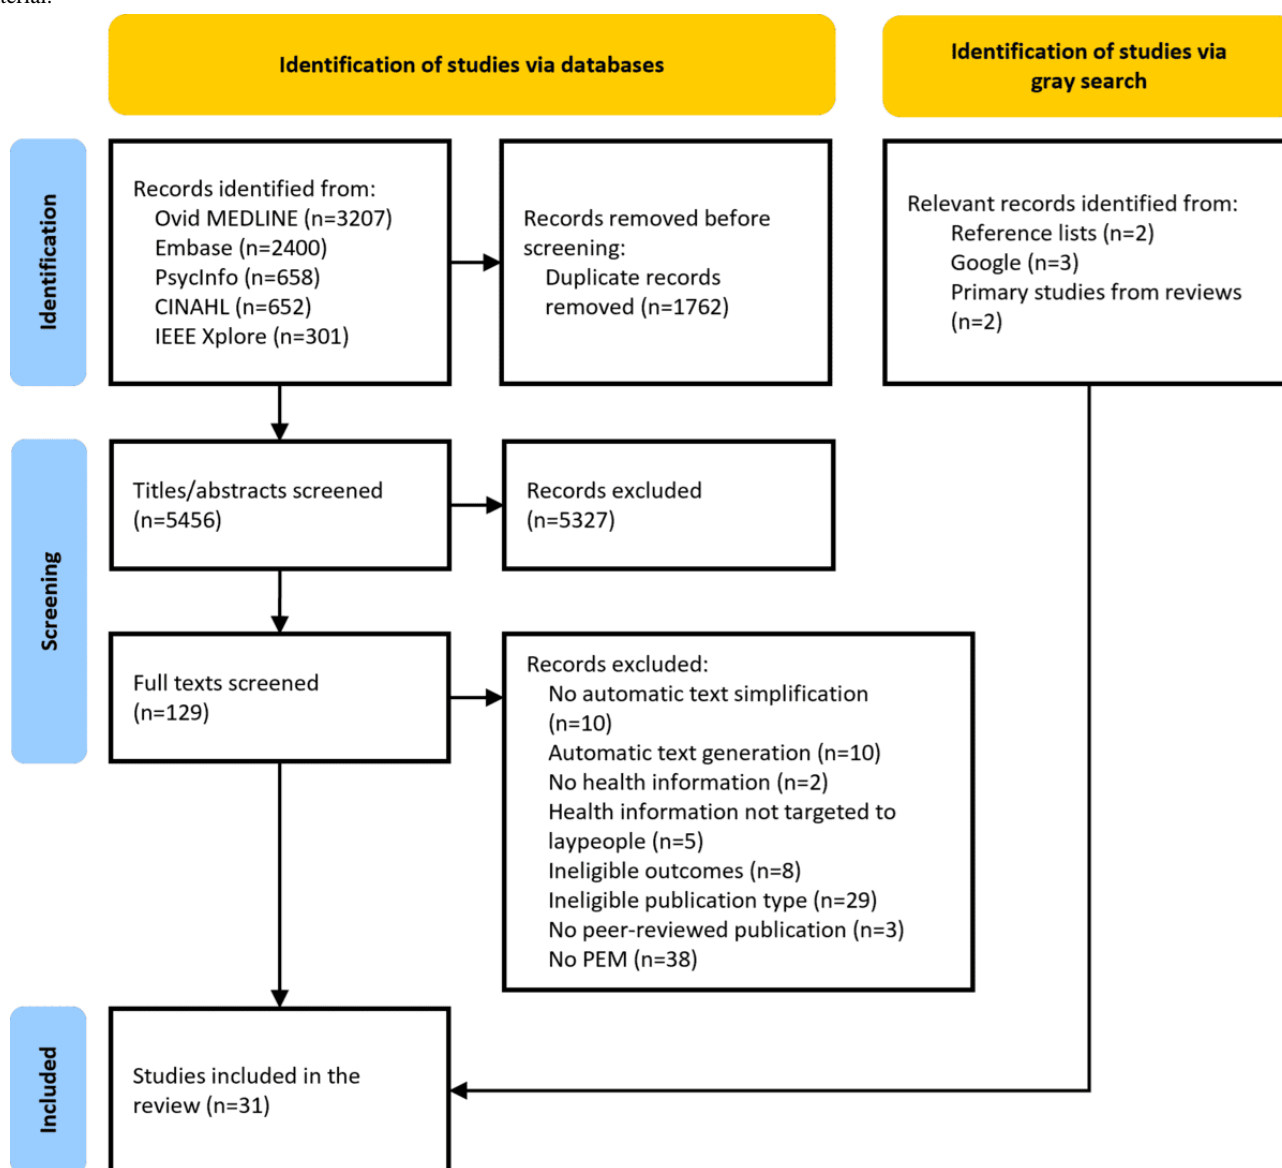 terial.
Identification of studies via databases
Identification of studies via
gray search
Identification
Records identified from:
Ovid MEDLINE (n=3207)
Embase (n=2400)
PsycInfo (n=658)
CINAHL (n=652)
IEEE Xplore (n=301)
Records removed before
screening:
Duplicate records
removed (n=1762)
Relevant records identified from:
Reference lists (n=2)
Google (n=3)
Primary studies from reviews
(n=2)
Screening
Titles/abstracts screened
(n=5456)
Records excluded
(n=5327)
Full texts screened
(n=129)
Records excluded:
No automatic text simplification
(n=10)
Automatic text generation (n=10)
No health information (n=2)
Health information not targeted to
laypeople (n=5)
Ineligible outcomes (n=8)
Ineligible publication type (n=29)
No peer-reviewed publication (n=3)
No PEM (n=38)
Included
Studies included in the
review (n=31)